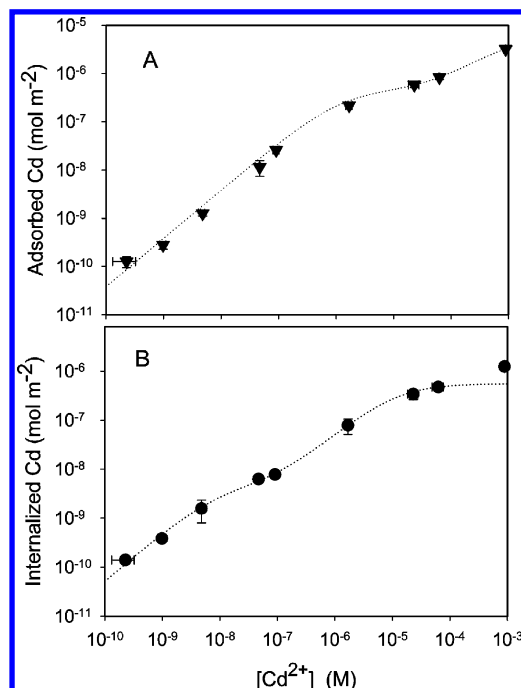 A
Adsorbed Cd (mol m⁻²)
10⁻⁵
10⁻⁶
10⁻⁷
10⁻⁸
10⁻⁹
10⁻¹⁰
10⁻¹¹
B
Internalized Cd (mol m⁻²)
10⁻⁶
10⁻⁷
10⁻⁸
10⁻⁹
10⁻¹⁰
10⁻¹¹
10⁻¹⁰ 10⁻⁹ 10⁻⁸ 10⁻⁷ 10⁻⁶ 10⁻⁵ 10⁻⁴ 10⁻³
[Cd²⁺] (M)